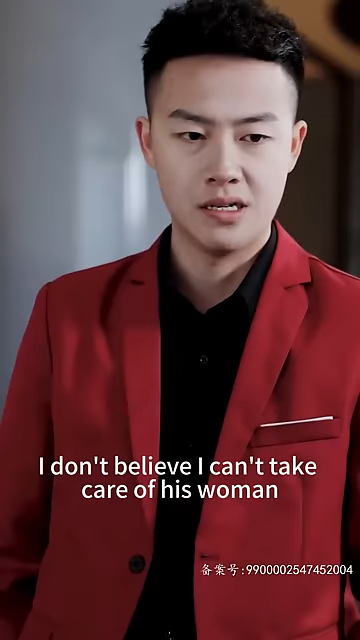 I don't believe I can't take
care of his woman
备案号:9900002547452004